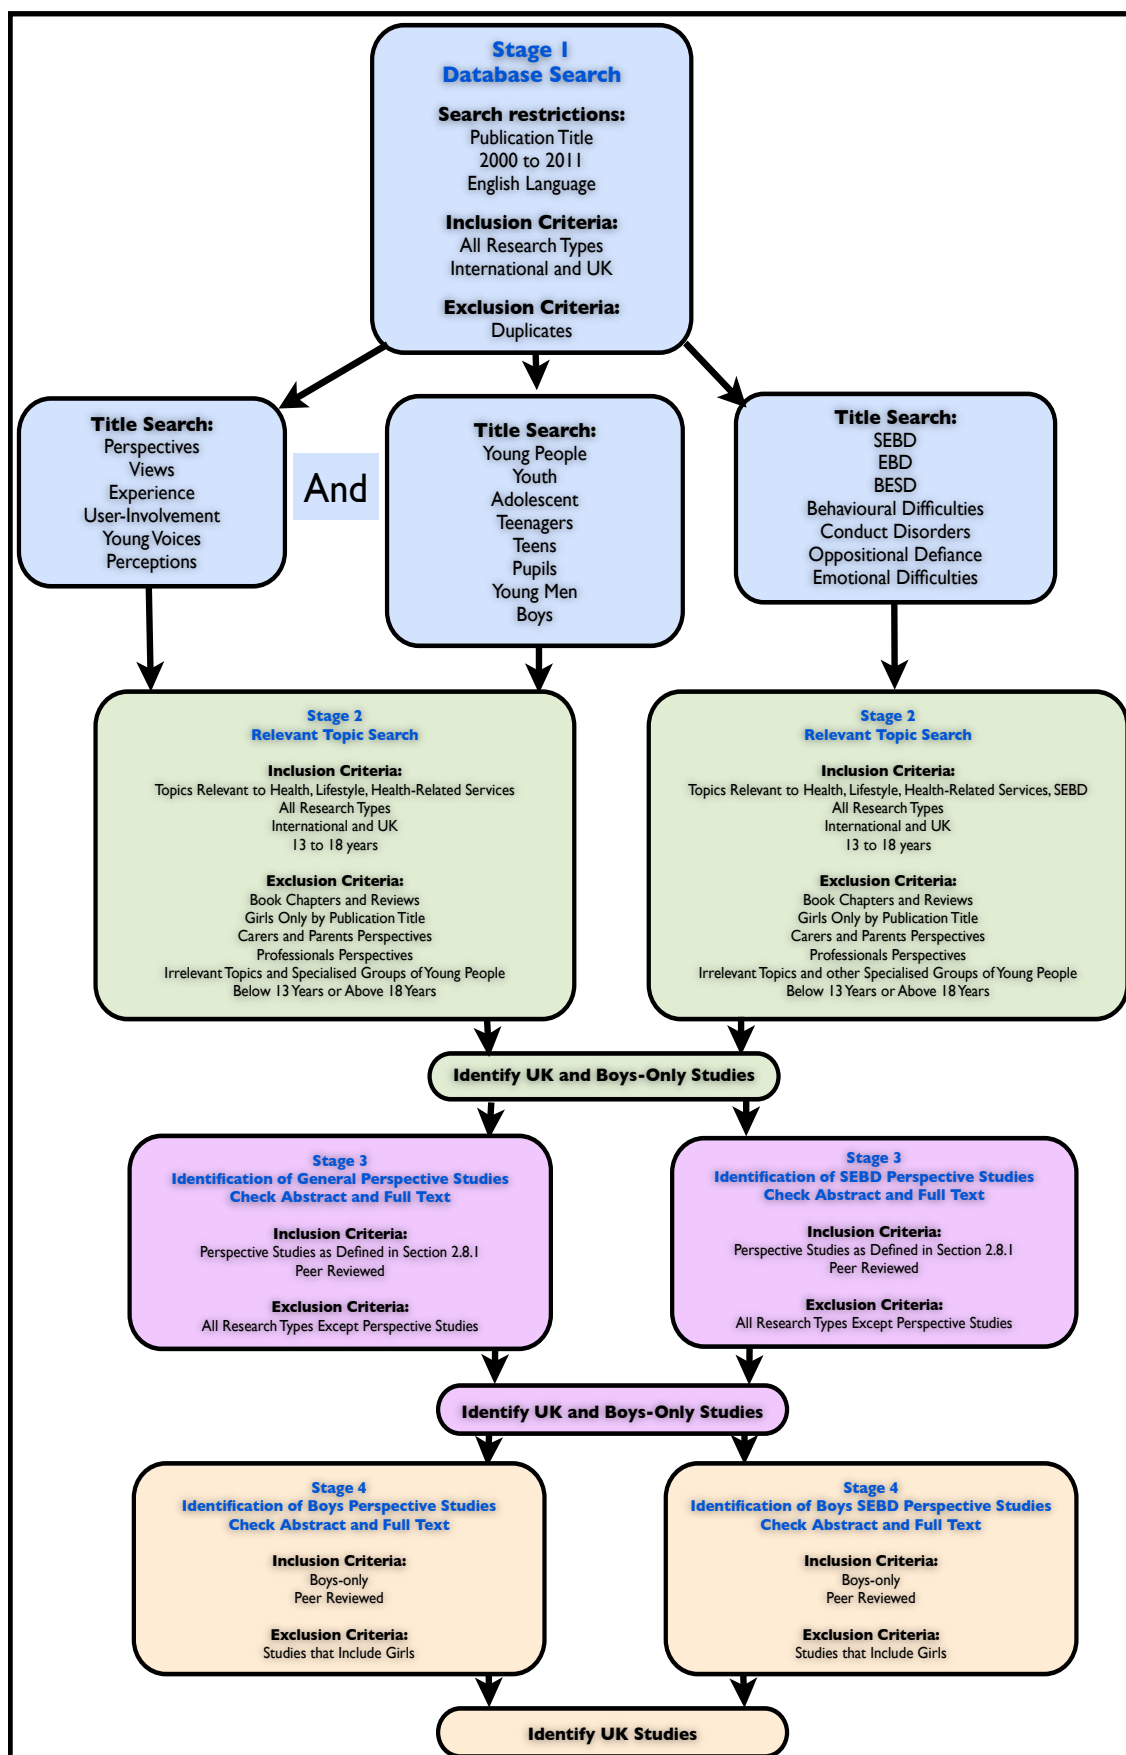 Stage 1
Database Search
Search restrictions:
Publication Title
2000 to 2011
English Language
Inclusion Criteria:
All Research Types
International and UK
Exclusion Criteria:
Duplicates
Title Search:
Perspectives
Views
Experience
User-Involvement
Young Voices
Perceptions
And
Title Search:
Young People
Youth
Adolescent
Teenagers
Teens
Pupils
Young Men
Boys
Title Search:
SEBD
EBD
BESD
Behavioural Difficulties
Conduct Disorders
Oppositional Defiance
Emotional Difficulties
Stage 2
Relevant Topic Search
Inclusion Criteria:
Topics Relevant to Health, Lifestyle, Health-Related Services
All Research Types
International and UK
13 to 18 years
Exclusion Criteria:
Book Chapters and Reviews
Girls Only by Publication Title
Carers and Parents Perspectives
Professionals Perspectives
Irrelevant Topics and Specialised Groups of Young People
Below 13 Years or Above 18 Years
Stage 2
Relevant Topic Search
Inclusion Criteria:
Topics Relevant to Health, Lifestyle, Health-Related Services, SEBD
All Research Types
International and UK
13 to 18 years
Exclusion Criteria:
Book Chapters and Reviews
Girls Only by Publication Title
Carers and Parents Perspectives
Professionals Perspectives
Irrelevant Topics and other Specialised Groups of Young People
Below 13 Years or Above 18 Years
Identify UK and Boys-Only Studies
Stage 3
Identification of General Perspective Studies
Check Abstract and Full Text
Inclusion Criteria:
Perspective Studies as Defined in Section 2.8.1
Peer Reviewed
Exclusion Criteria:
All Research Types Except Perspective Studies
Stage 3
Identification of SEBD Perspective Studies
Check Abstract and Full Text
Inclusion Criteria:
Perspective Studies as Defined in Section 2.8.1
Peer Reviewed
Exclusion Criteria:
All Research Types Except Perspective Studies
Identify UK and Boys-Only Studies
Stage 4
Identification of Boys Perspective Studies
Check Abstract and Full Text
Inclusion Criteria:
Boys-only
Peer Reviewed
Exclusion Criteria:
Studies that Include Girls
Stage 4
Identification of Boys SEBD Perspective Studies
Check Abstract and Full Text
Inclusion Criteria:
Boys-only
Peer Reviewed
Exclusion Criteria:
Studies that Include Girls
Identify UK Studies